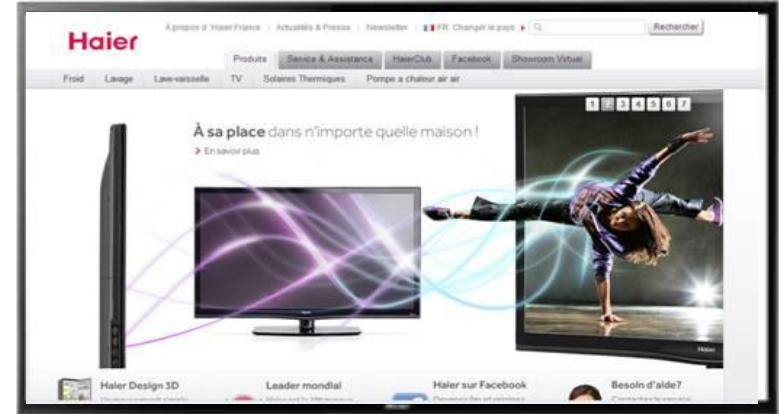 Haier
À propos d 'Haier France
Actualités & Presse
Newsletter
FR Changer le pays
Rechercher
Produits
Service & Assistance
HaierClub
Facebook
Showroom Virtuel
Froid
Lavage
Lave-vaisselle
TV
Solaires Thermiques
Pompe a chaleur air air
1 2 3 4 5 6 7
À sa place dans n'importe quelle maison !
En savoir plus
Haier
Haier Design 3D
Leader mondial
Haier sur Facebook
Besoin d'aide?